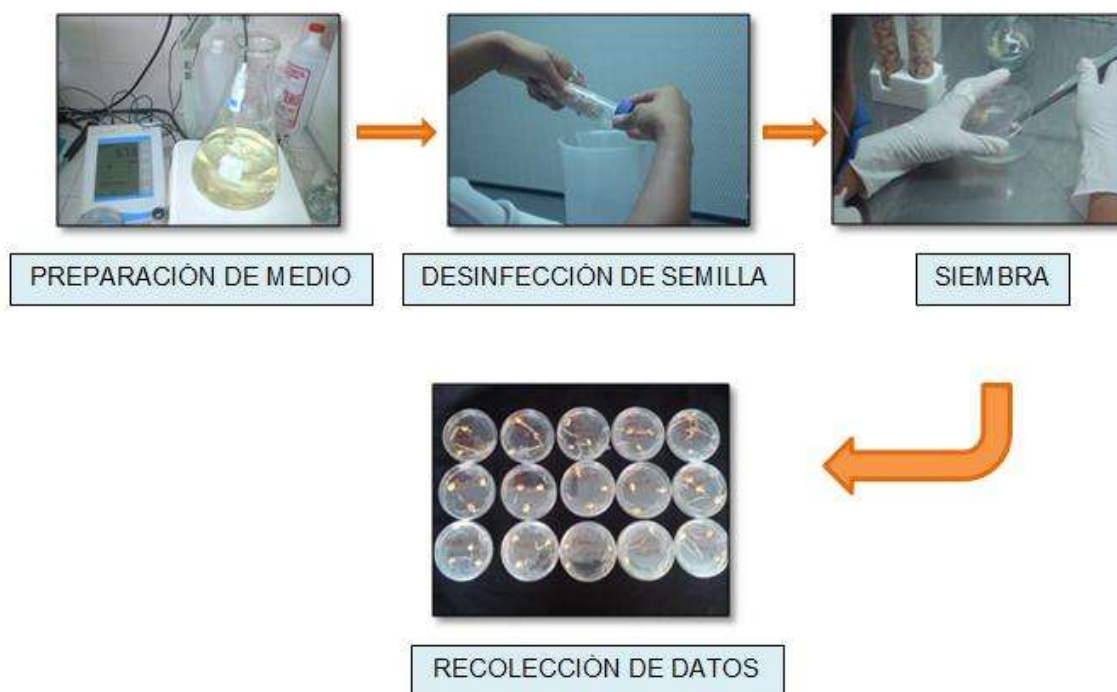 PREPARACIÓN DE MEDIO
DESINFECCIÓN DE SEMILLA
SIEMBRA
RECOLECCIÓN DE DATOS